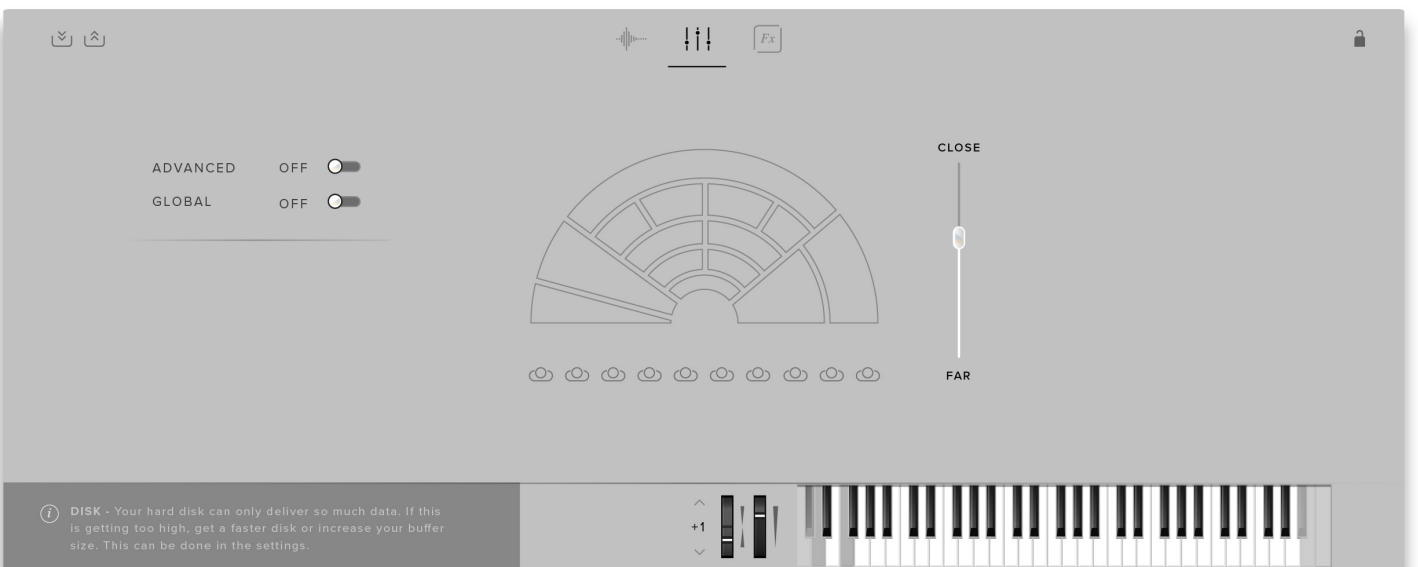 Fx
ADVANCED OFF
GLOBAL OFF
CLOSE
FAR
i DISK - Your hard disk can only deliver so much data. If this
is getting too high, get a faster disk or increase your buffer
size. This can be done in the settings.
+1